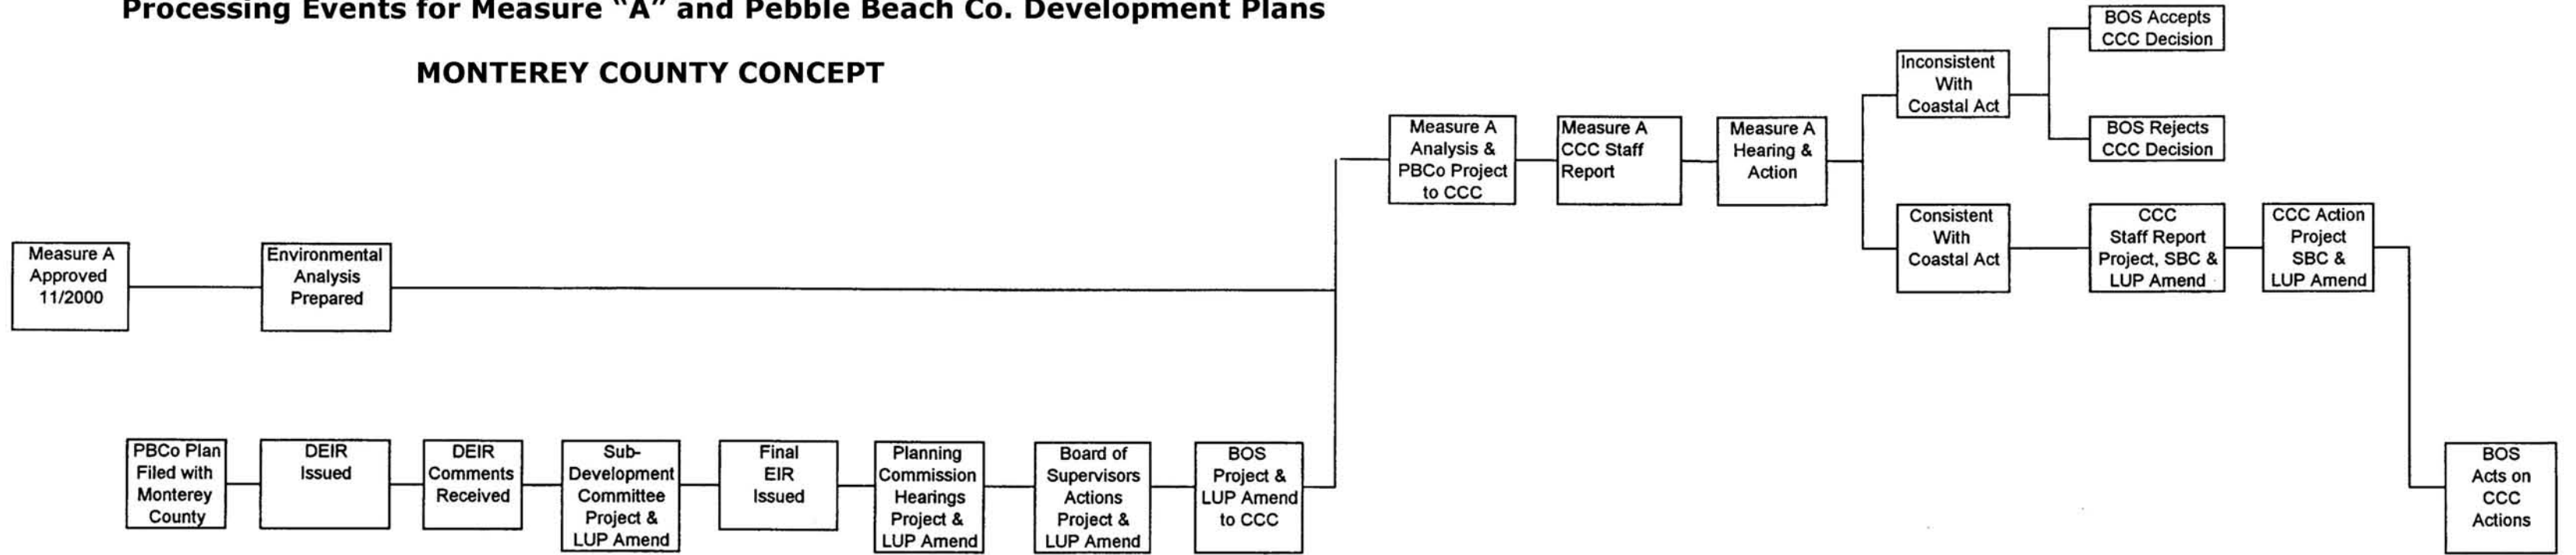 Processing Events for Measure “A” and Pebble Beach Co. Development Plans
MONTEREY COUNTY CONCEPT
Measure A
Approved
11/2000
Environmental
Analysis
Prepared
PBCo Plan
Filed with
Monterey
County
DEIR
Issued
DEIR
Comments
Received
Sub-
Development
Committee
Project &
LUP Amend
Final
EIR
Issued
Planning
Commission
Hearings
Project &
LUP Amend
Board of
Supervisors
Actions
Project &
LUP Amend
BOS
Project &
LUP Amend
to CCC
Measure A
Analysis &
PBCo Project
to CCC
Measure A
CCC Staff
Report
Measure A
Hearing &
Action
Inconsistent
With
Coastal Act
BOS Accepts
CCC Decision
BOS Rejects
CCC Decision
Consistent
With
Coastal Act
CCC
Staff Report
Project, SBC &
LUP Amend
CCC Action
Project
SBC &
LUP Amend
BOS
Acts on
CCC
Actions